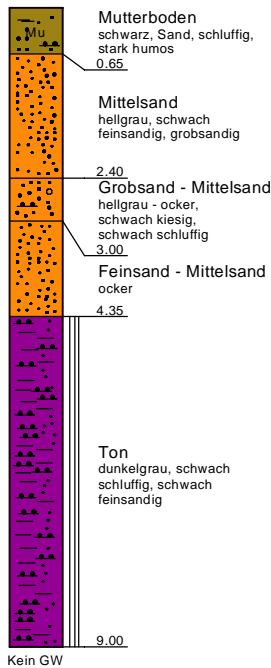 Mu
Mutterboden
schwarz, Sand, schluffig,
stark humos
0.65
Mittelsand
hellgrau, schwach
feinsandig, grobsandig
2.40
Grobsand - Mittelsand
hellgrau - ocker,
schwach kiesig,
schwach schluffig
3.00
Feinsand - Mittelsand
ocker
4.35
Ton
dunkelgrau, schwach
schluffig, schwach
feinsandig
9.00
Kein GW